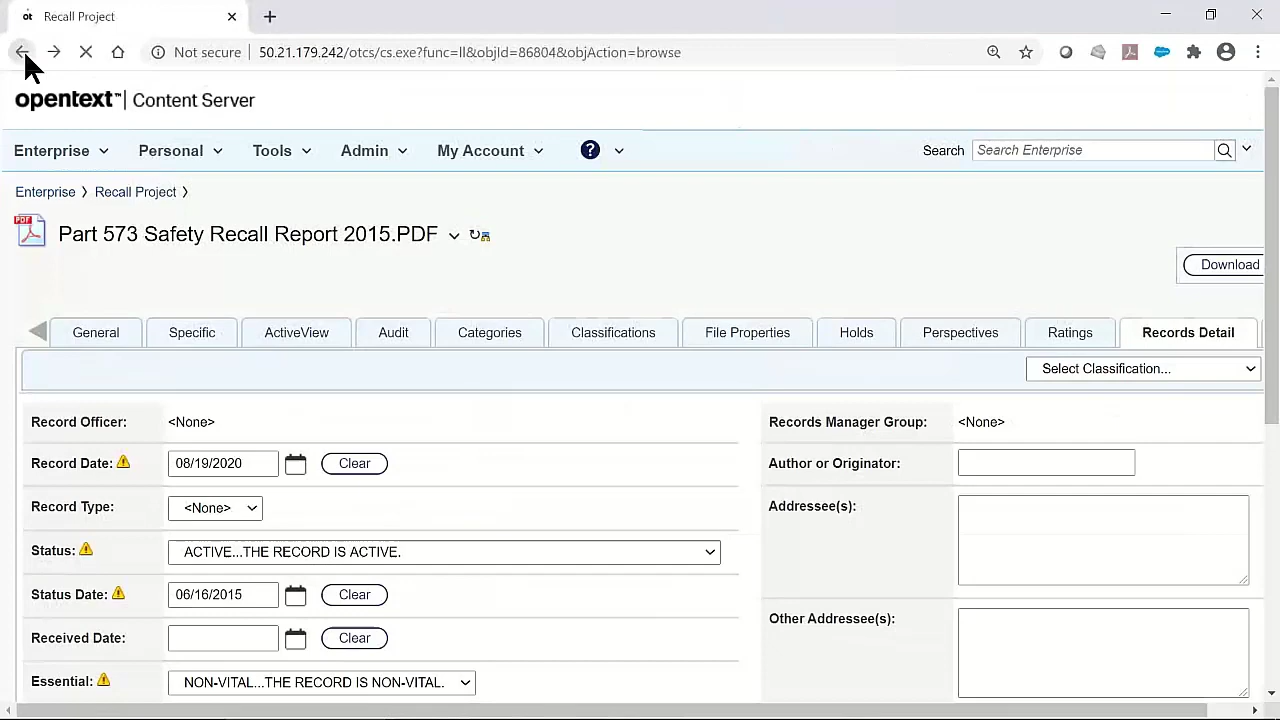 ot Recall Project
Not secure 50.21.179.242/otcs/cs.exe?func=ll&objId=86804&objAction=browse
opentext™ | Content Server
Enterprise Personal Tools Admin My Account ? Search Search Enterprise
Enterprise > Recall Project >
PDF
Part 573 Safety Recall Report 2015.PDF
Download
General Specific ActiveView Audit Categories Classifications File Properties Holds Perspectives Ratings Records Detail
Select Classification...
Record Officer: <None> Records Manager Group: <None>
Record Date: 08/19/2020 Clear Author or Originator:
Record Type: <None> Addressee(s):
Status: ACTIVE...THE RECORD IS ACTIVE.
Status Date: 06/16/2015 Clear Other Addressee(s):
Received Date: Clear
Essential: NON-VITAL...THE RECORD IS NON-VITAL.